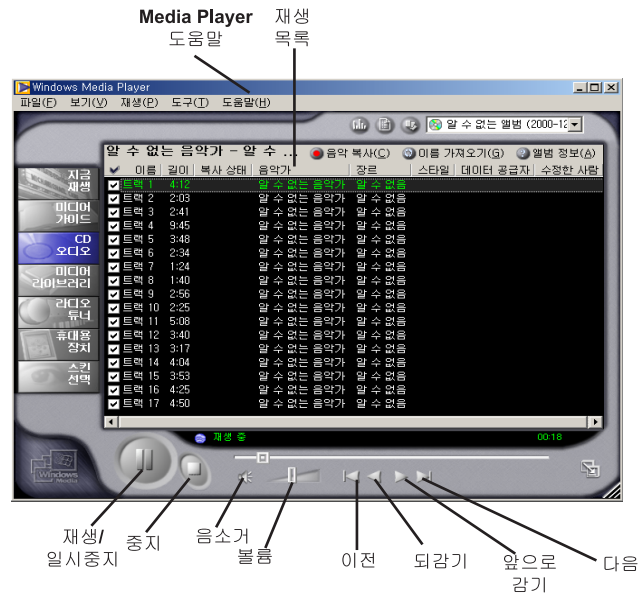 Media Player
도움말
재생
목록
Windows Media Player
파일(F) 보기(V) 재생(P) 도구(T) 도움말(H)
알 수 없는 앨범 (2000-12
알 수 없는 음악가 - 알 수 ... 음악 복사(C) 이름 가져오기(G) 앨범 정보(A)
이름 길이 복사 상태 음악가 장르 스타일 데이터 공급자 수정한 사람
트랙 1 4:12 알 수 없는 음악가 알 수 없음
트랙 2 2:03 알 수 없는 음악가 알 수 없음
트랙 3 2:41 알 수 없는 음악가 알 수 없음
트랙 4 9:45 알 수 없는 음악가 알 수 없음
트랙 5 3:48 알 수 없는 음악가 알 수 없음
트랙 6 2:34 알 수 없는 음악가 알 수 없음
트랙 7 1:24 알 수 없는 음악가 알 수 없음
트랙 8 1:40 알 수 없는 음악가 알 수 없음
트랙 9 2:56 알 수 없는 음악가 알 수 없음
트랙 10 2:25 알 수 없는 음악가 알 수 없음
트랙 11 5:08 알 수 없는 음악가 알 수 없음
트랙 12 3:40 알 수 없는 음악가 알 수 없음
트랙 13 3:17 알 수 없는 음악가 알 수 없음
트랙 14 4:04 알 수 없는 음악가 알 수 없음
트랙 15 3:53 알 수 없는 음악가 알 수 없음
트랙 16 4:25 알 수 없는 음악가 알 수 없음
트랙 17 4:50 알 수 없는 음악가 알 수 없음
지금
재생
미디어
가이드
CD
오디오
미디어
라이브러리
라디오
튜너
휴대용
장치
스킨
선택
재생 중 00:18
Windows
Media
재생/
일시중지
중지
음소거
볼륨
이전
되감기
앞으로
감기
다음